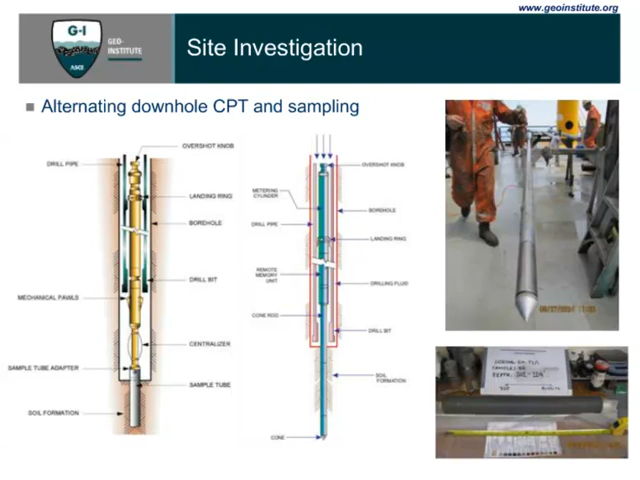 www.geoinstitute.org
G-I
GEO-
INSTITUTE
ASCE
Site Investigation
Alternating downhole CPT and sampling
OVERSHOT KNOB
DRILL PIPE
LANDING RING
BOREHOLE
DRILL BIT
MECHANICAL PAWLS
CENTRALIZER
SAMPLE TUBE ADAPTER
SAMPLE TUBE
SOIL FORMATION
OVERSHOT KNOB
METERING
CYLINDER
BOREHOLE
DRILL PIPE
LANDING RING
REMOTE
MEMORY
UNIT
DRILLING FLUID
CONE ROD
DRILL BIT
SOIL
FORMATION
CONE